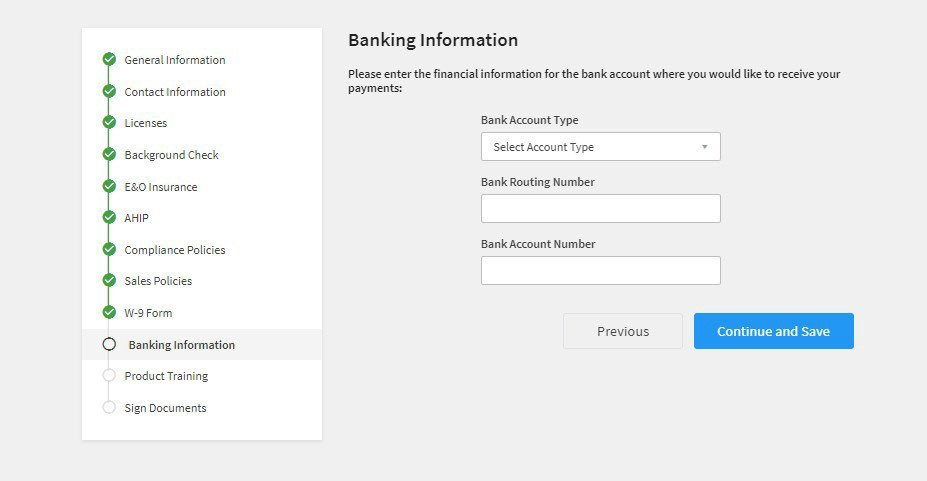 General Information
Contact Information
Licenses
Background Check
E&O Insurance
AHIP
Compliance Policies
Sales Policies
W-9 Form
Banking Information
Product Training
Sign Documents
Banking Information
Please enter the financial information for the bank account where you would like to receive your
payments:
Bank Account Type
Select Account Type
Bank Routing Number
Bank Account Number
Previous
Continue and Save